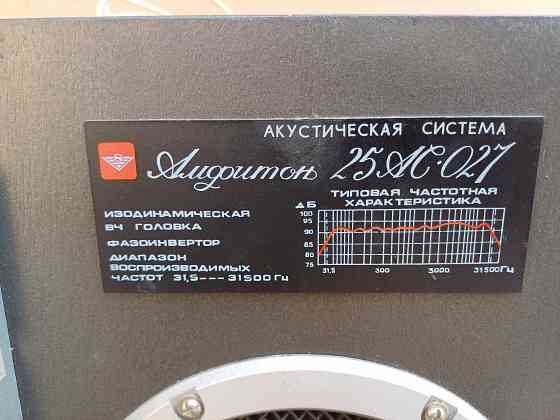 АКУСТИЧЕСКАЯ СИСТЕМА
Амфитон 25АС-027
ТИПОВАЯ ЧАСТОТНАЯ
ХАРАКТЕРИСТИКА
ИЗОДИНАМИЧЕСКАЯ
ВЧ ГОЛОВКА
ФАЗОИНВЕРТОР
ДИАПАЗОН
ВОСПРОИЗВОДИМЫХ
ЧАСТОТ 31,5---31500 Гц
дБ
100
95
90
85
80
75
31,5 300 3000 31500 Гц